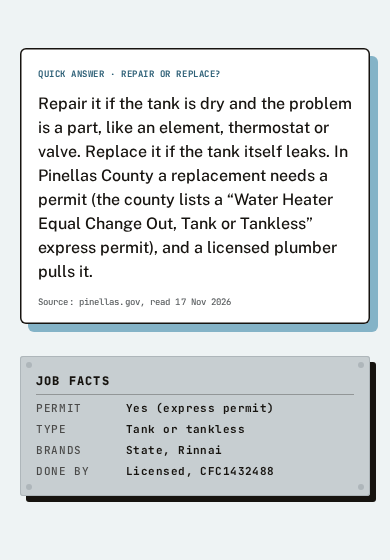 QUICK ANSWER · REPAIR OR REPLACE?
Repair it if the tank is dry and the problem
is a part, like an element, thermostat or
valve. Replace it if the tank itself leaks. In
Pinellas County a replacement needs a
permit (the county lists a “Water Heater
Equal Change Out, Tank or Tankless”
express permit), and a licensed plumber
pulls it.
Source: pinellas.gov, read 17 Nov 2026
JOB FACTS
PERMIT Yes (express permit)
TYPE Tank or tankless
BRANDS State, Rinnai
DONE BY Licensed, CFC1432488